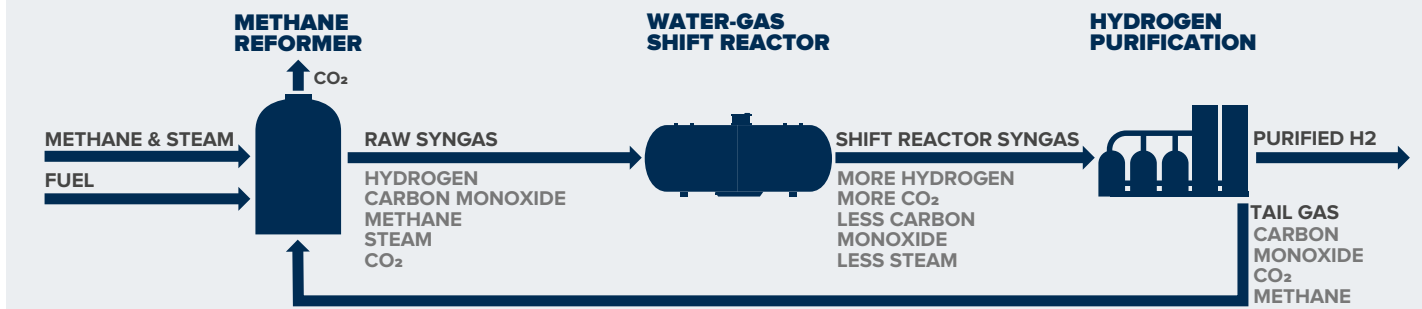 METHANE
REFORMER
WATER-GAS
SHIFT REACTOR
HYDROGEN
PURIFICATION
CO₂
METHANE & STEAM
FUEL
RAW SYNGAS
HYDROGEN
CARBON MONOXIDE
METHANE
STEAM
CO₂
SHIFT REACTOR SYNGAS
MORE HYDROGEN
MORE CO₂
LESS CARBON
MONOXIDE
LESS STEAM
PURIFIED H2
TAIL GAS
CARBON
MONOXIDE
CO₂
METHANE